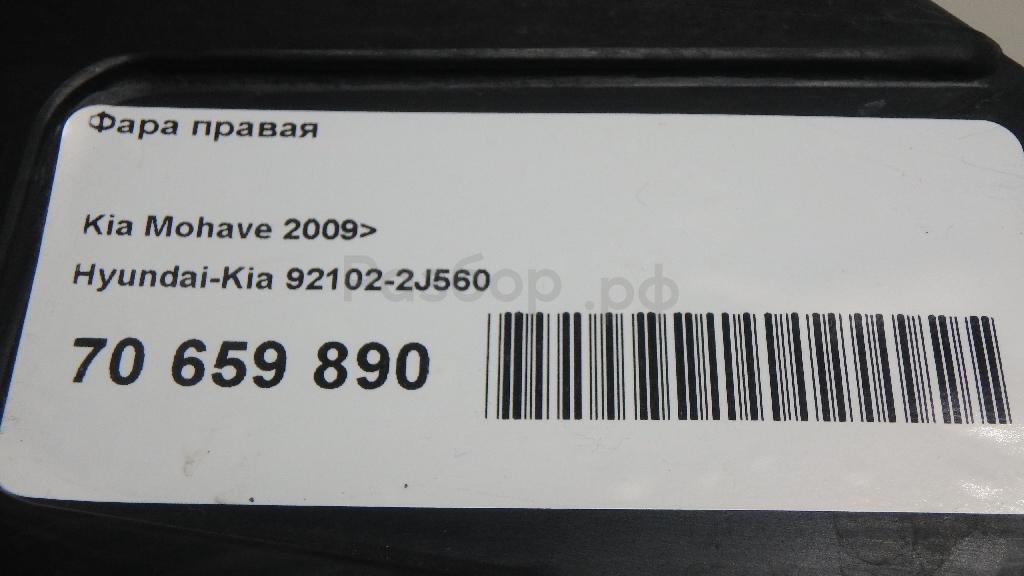 Фара правая
Kia Mohave 2009>
Hyundai-Kia 92102-2J560
Разбор.рф
70 659 890